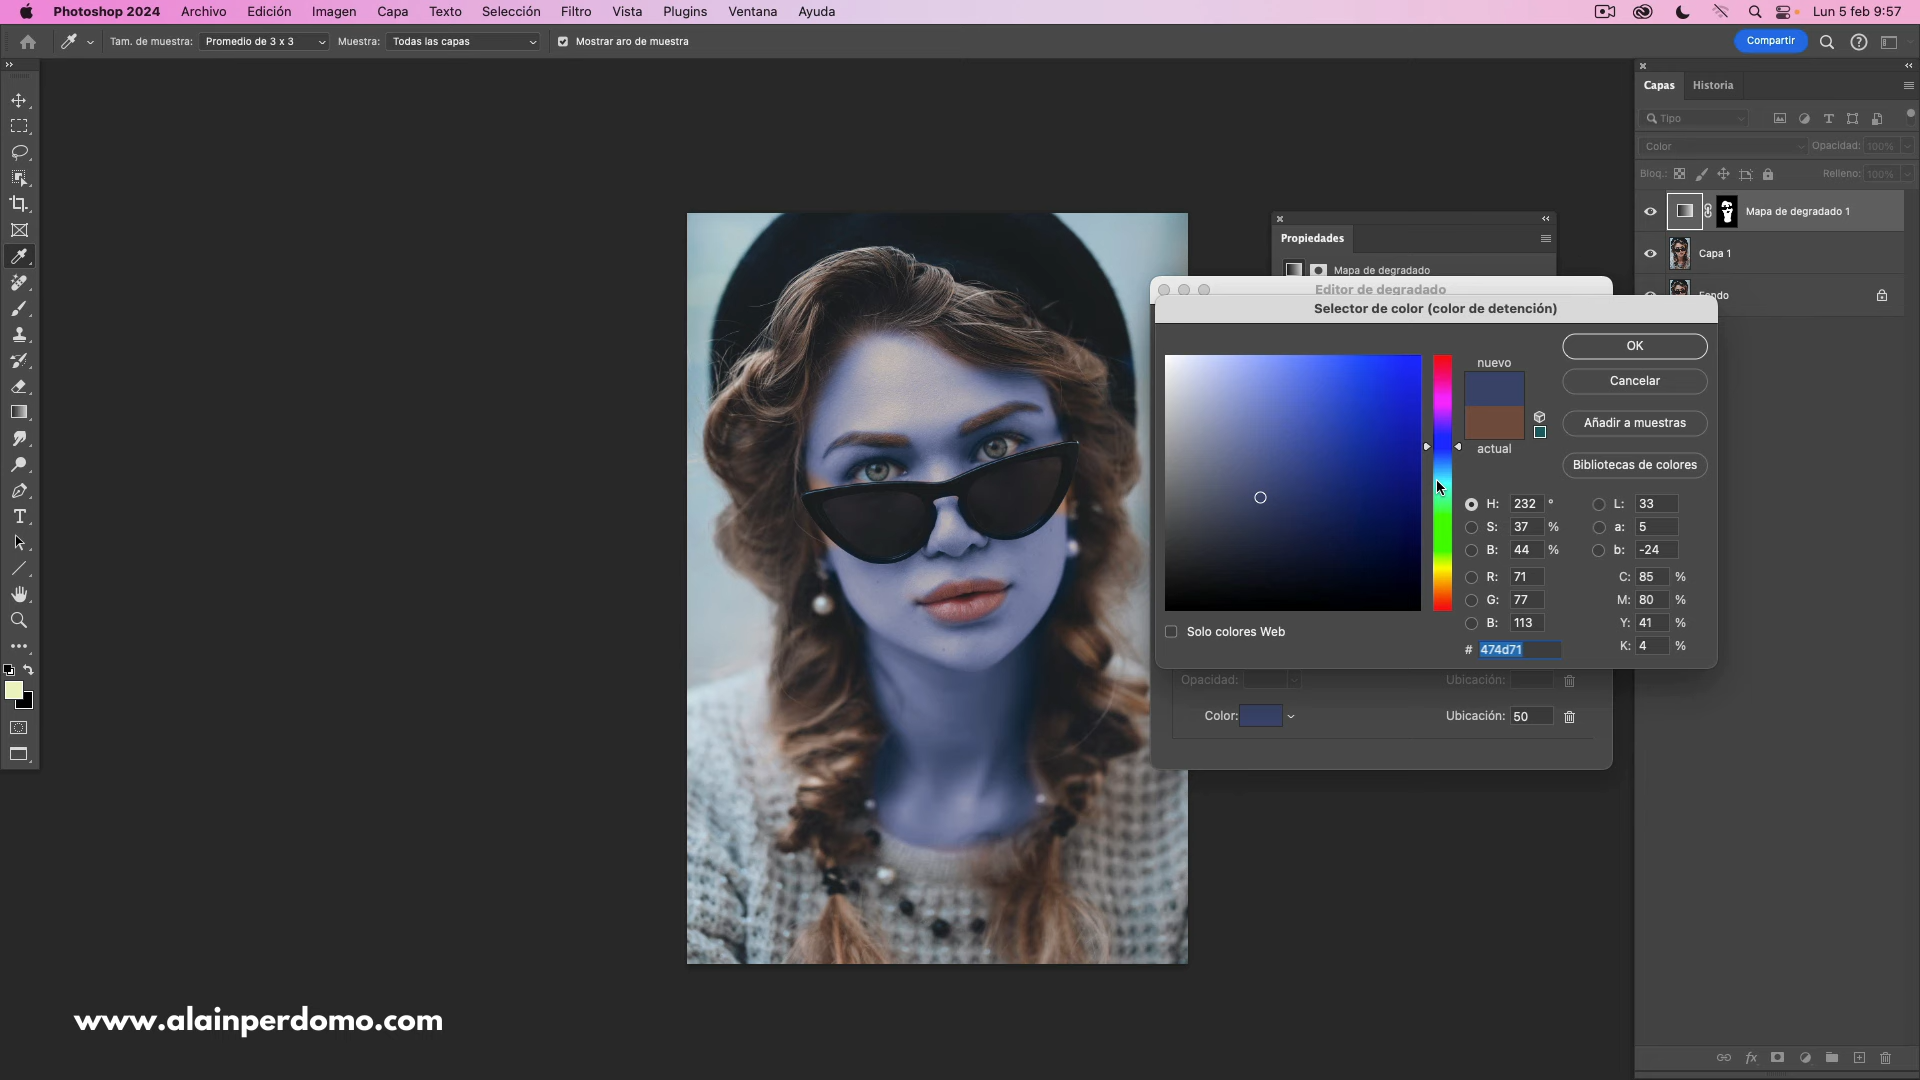 Photoshop 2024 Archivo Edición Imagen Capa Texto Selección Filtro Vista Plugins Ventana Ayuda Lun 5 feb 9:57
Tam. de muestra: Promedio de 3 x 3 Muestra: Todas las capas Mostrar aro de muestra Compartir
Capas Historia
Tipo
Color Opacidad: 100%
Bloq.: Relleno: 100%
Mapa de degradado 1
Capa 1
Fondo
Propiedades
Mapa de degradado
Editor de degradado
Selector de color (color de detención)
nuevo
actual
OK
Cancelar
Añadir a muestras
Bibliotecas de colores
H: 232 ° L: 33
S: 37 % a: 5
B: 44 % b: -24
R: 71 C: 85 %
G: 77 M: 80 %
B: 113 Y: 41 %
# 474d71 K: 4 %
Solo colores Web
Opacidad: Ubicación:
Color: Ubicación: 50
www.alainperdomo.com